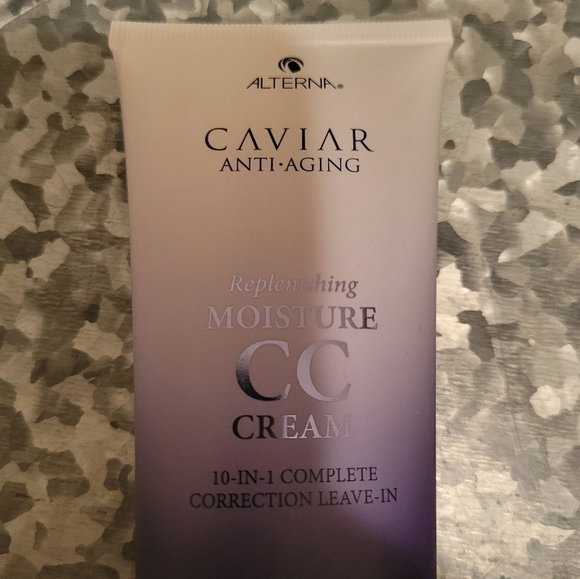 ALTERNA®
CAVIAR
ANTI·AGING
Replenishing
MOISTURE
CC
CREAM
10-IN-1 COMPLETE
CORRECTION LEAVE-IN